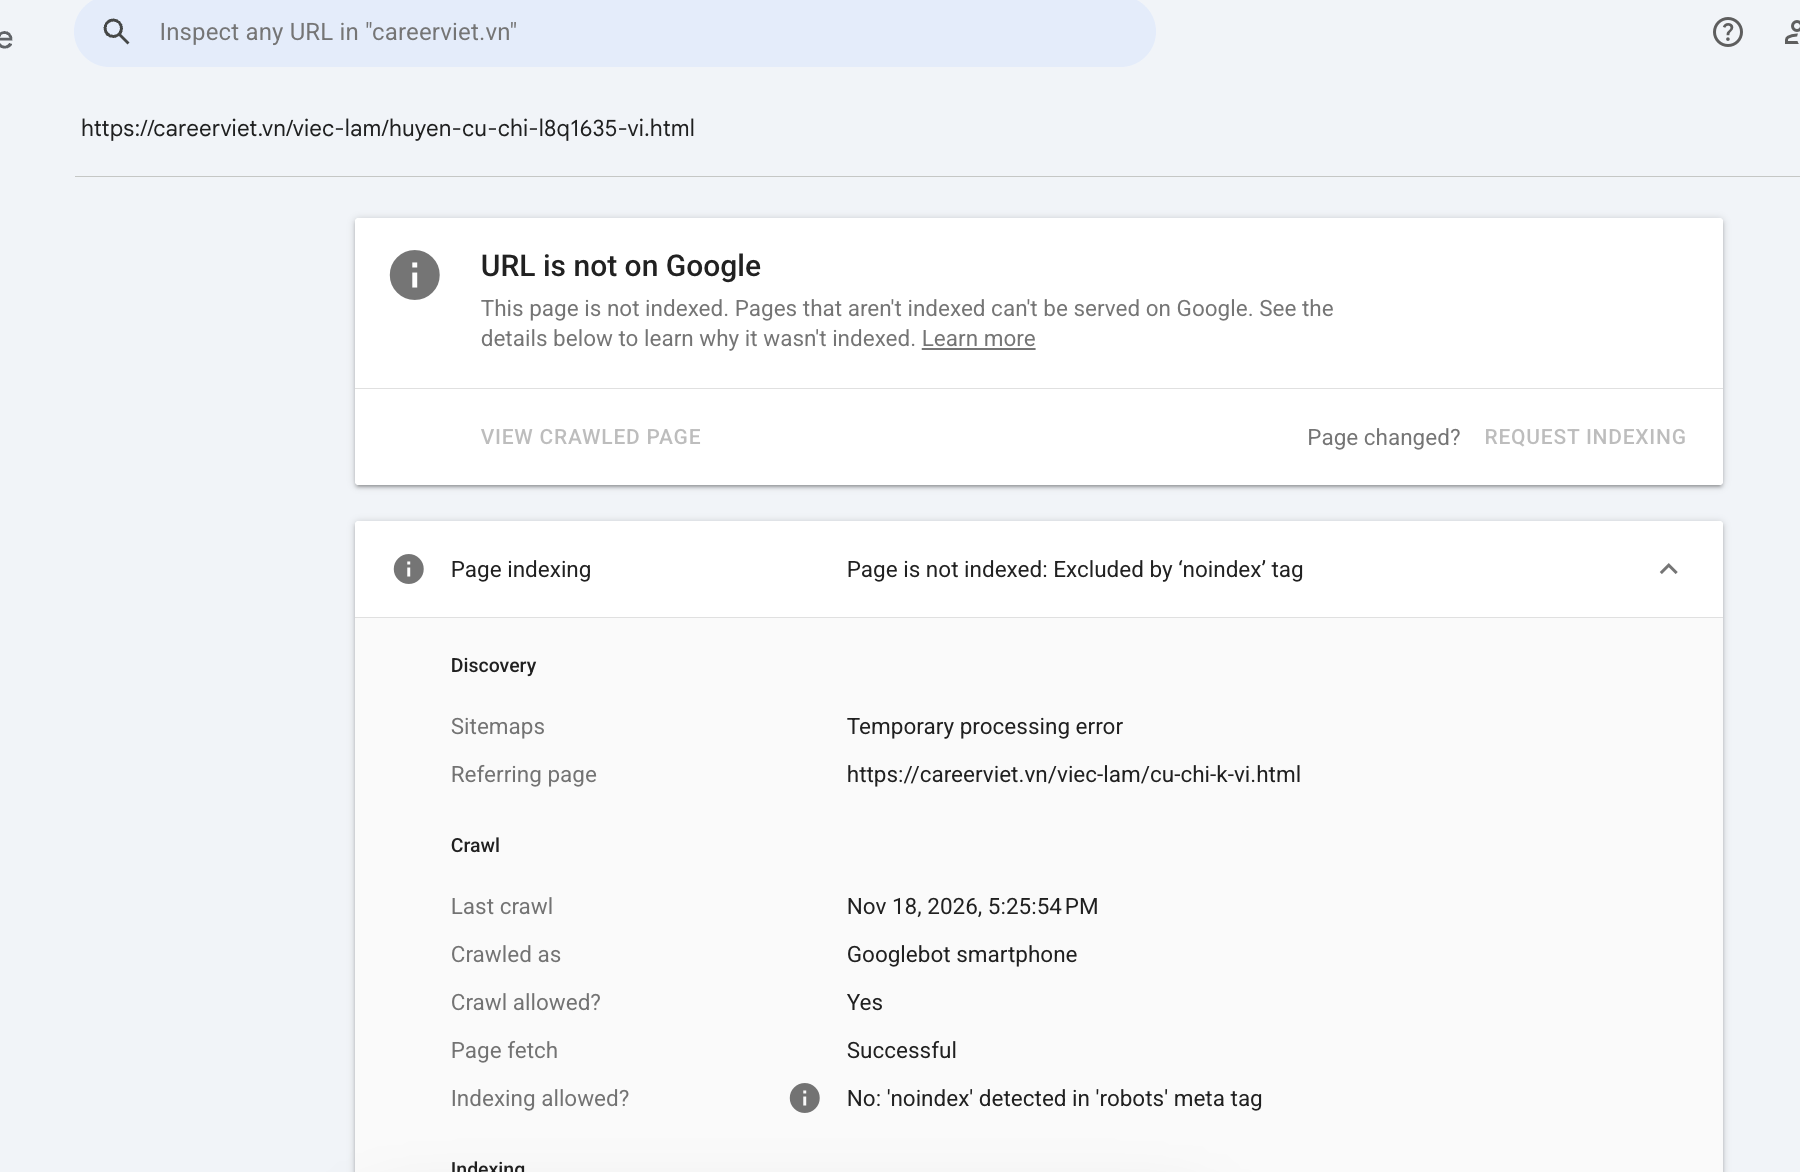 e
Inspect any URL in "careerviet.vn"
https://careerviet.vn/viec-lam/huyen-cu-chi-l8q1635-vi.html
URL is not on Google
This page is not indexed. Pages that aren't indexed can't be served on Google. See the
details below to learn why it wasn't indexed. Learn more
VIEW CRAWLED PAGE
Page changed? REQUEST INDEXING
Page indexing
Page is not indexed: Excluded by ‘noindex’ tag
Discovery
Sitemaps
Temporary processing error
Referring page
https://careerviet.vn/viec-lam/cu-chi-k-vi.html
Crawl
Last crawl
Nov 18, 2026, 5:25:54 PM
Crawled as
Googlebot smartphone
Crawl allowed?
Yes
Page fetch
Successful
Indexing allowed?
No: 'noindex' detected in 'robots' meta tag
Indexing